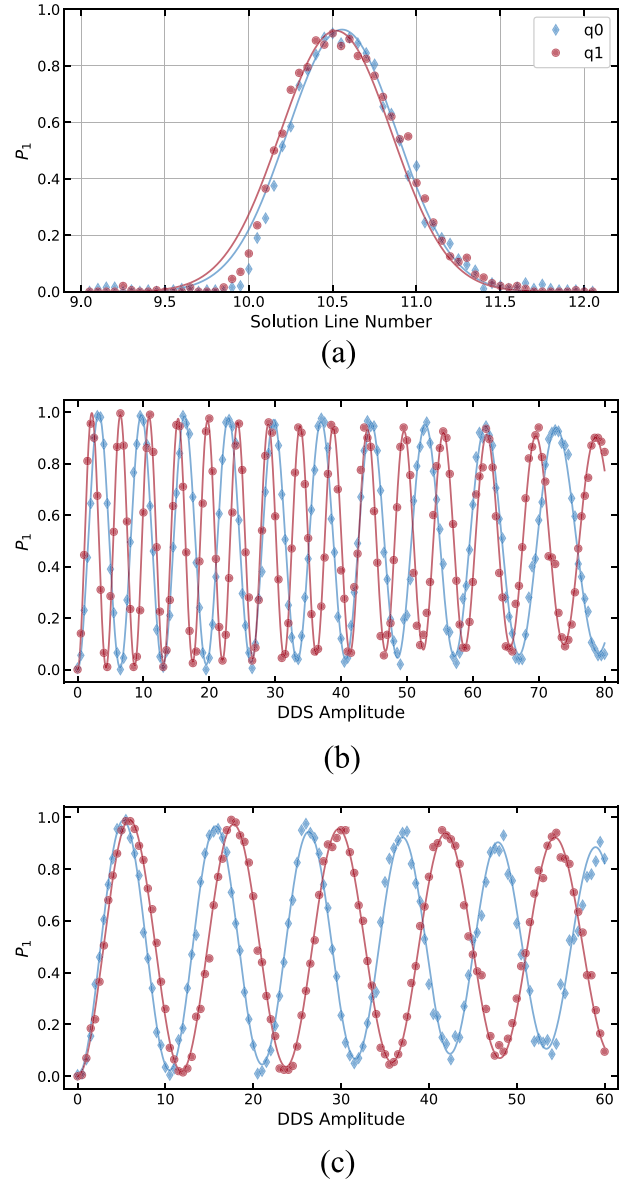 1.0
0.8
0.6
0.4
0.2
0.0
P1
q0
q1
9.0 9.5 10.0 10.5 11.0 11.5 12.0
Solution Line Number
(a)
1.0
0.8
0.6
0.4
0.2
0.0
P1
0 10 20 30 40 50 60 70 80
DDS Amplitude
(b)
1.0
0.8
0.6
0.4
0.2
0.0
P1
0 10 20 30 40 50 60
DDS Amplitude
(c)